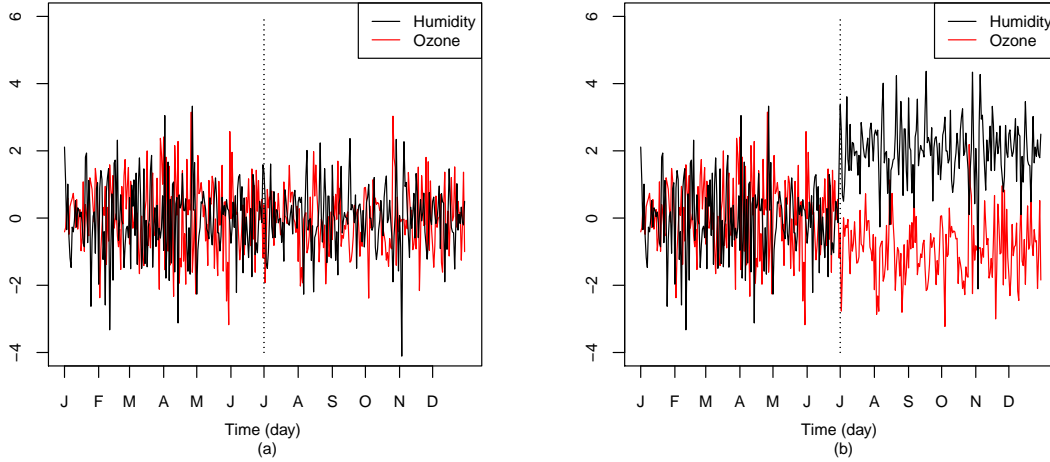 6
4
2
0
−2
−4
Humidity
Ozone
J F M A M J J A S O N D
Time (day)
(a)
6
4
2
0
−2
−4
Humidity
Ozone
J F M A M J J A S O N D
Time (day)
(b)